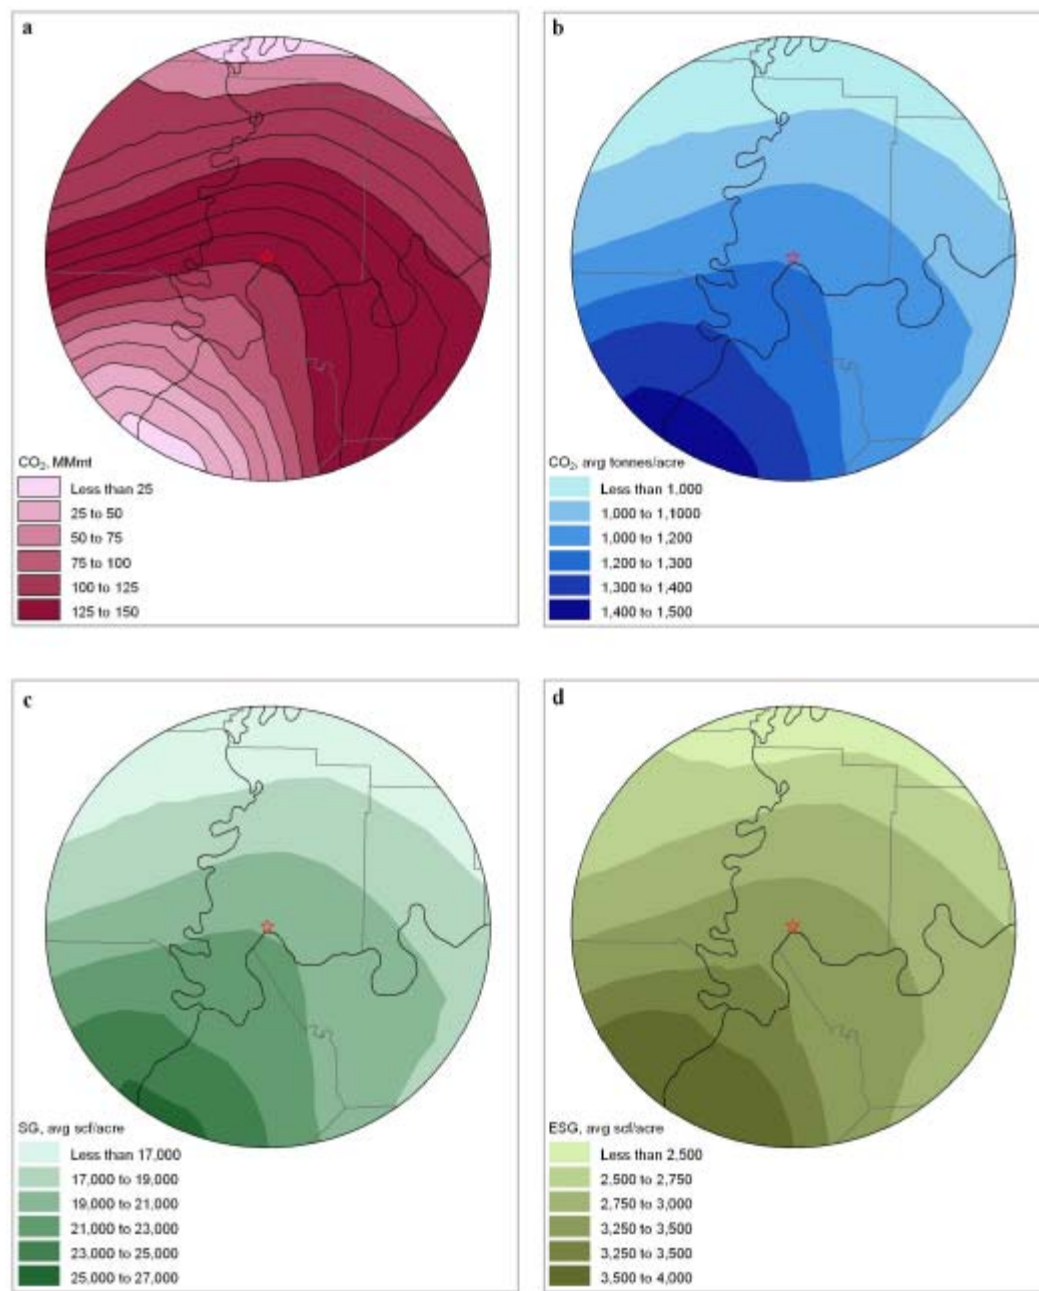 a
CO₂, MMmt
Less than 25
25 to 50
50 to 75
75 to 100
100 to 125
125 to 150
b
CO₂, avg tonnes/acre
Less than 1,000
1,000 to 1,1000
1,000 to 1,200
1,200 to 1,300
1,300 to 1,400
1,400 to 1,500
c
SG, avg scf/acre
Less than 17,000
17,000 to 19,000
19,000 to 21,000
21,000 to 23,000
23,000 to 25,000
25,000 to 27,000
d
ESG, avg scf/acre
Less than 2,500
2,500 to 2,750
2,750 to 3,000
3,250 to 3,500
3,250 to 3,500
3,500 to 4,000